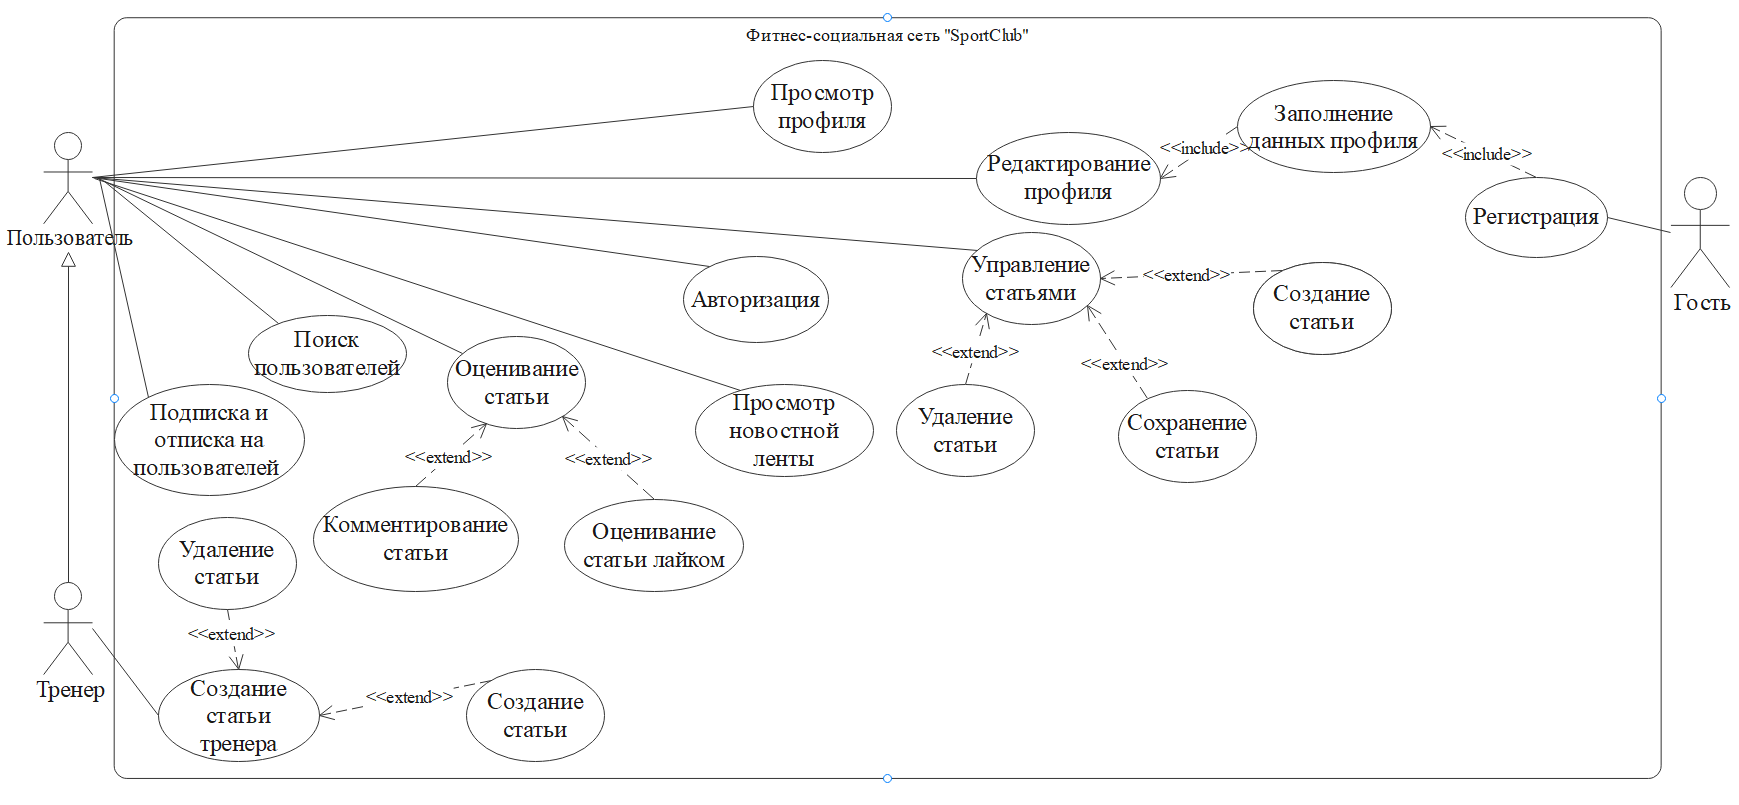 Фитнес-социальная сеть "SportClub"
Просмотр
профиля
Заполнение
данных профиля
<<include>>
<<include>>
Редактирование
профиля
Регистрация
Пользователь
Гость
Управление
статьями
<<extend>>
Создание
статьи
Авторизация
Поиск
пользователей
Оценивание
статьи
<<extend>>
<<extend>>
Подписка и
отписка на
пользователей
Просмотр
новостной
ленты
Удаление
статьи
Сохранение
статьи
<<extend>>
<<extend>>
Комментирование
статьи
Оценивание
статьи лайком
Удаление
статьи
<<extend>>
Тренер
Создание
статьи
тренера
<<extend>>
Создание
статьи